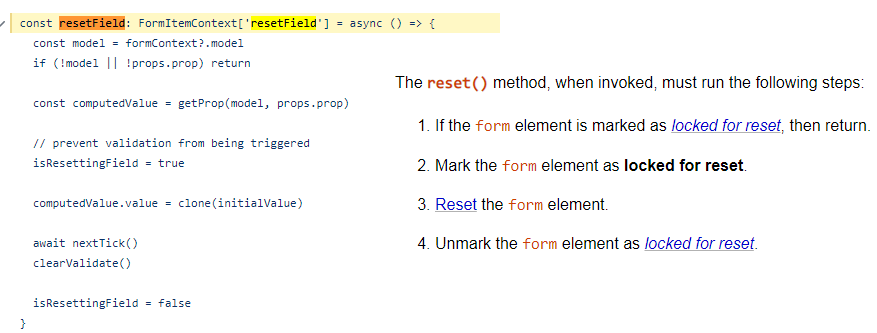 const resetField: FormItemContext['resetField'] = async () => {
const model = formContext?.model
if (!model || !props.prop) return
const computedValue = getProp(model, props.prop)
// prevent validation from being triggered
isResettingField = true
computedValue.value = clone(initialValue)
await nextTick()
clearValidate()
isResettingField = false
}
The reset() method, when invoked, must run the following steps:
1. If the form element is marked as locked for reset, then return.
2. Mark the form element as locked for reset.
3. Reset the form element.
4. Unmark the form element as locked for reset.